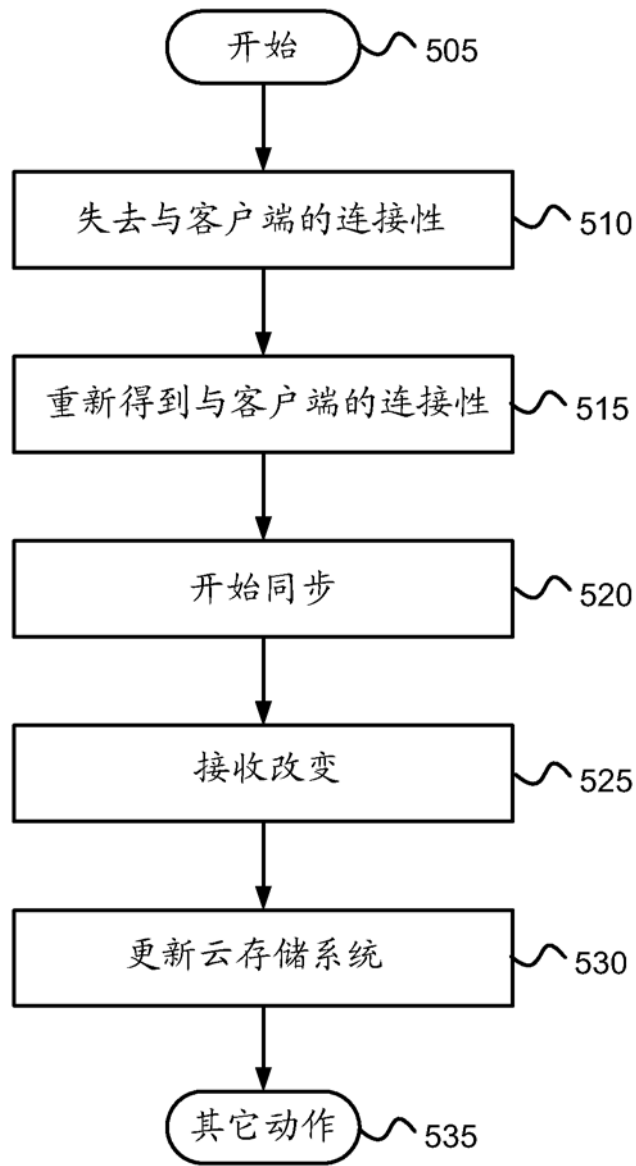 开始
505
失去与客户端的连接性
510
重新得到与客户端的连接性
515
开始同步
520
接收改变
525
更新云存储系统
530
其它动作
535